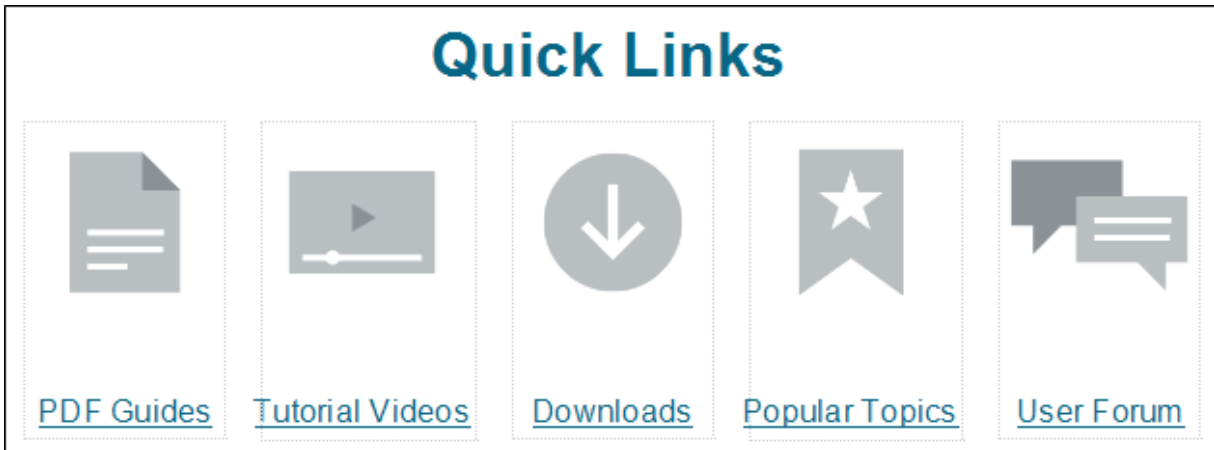 Quick Links
PDF Guides
Tutorial Videos
Downloads
Popular Topics
User Forum